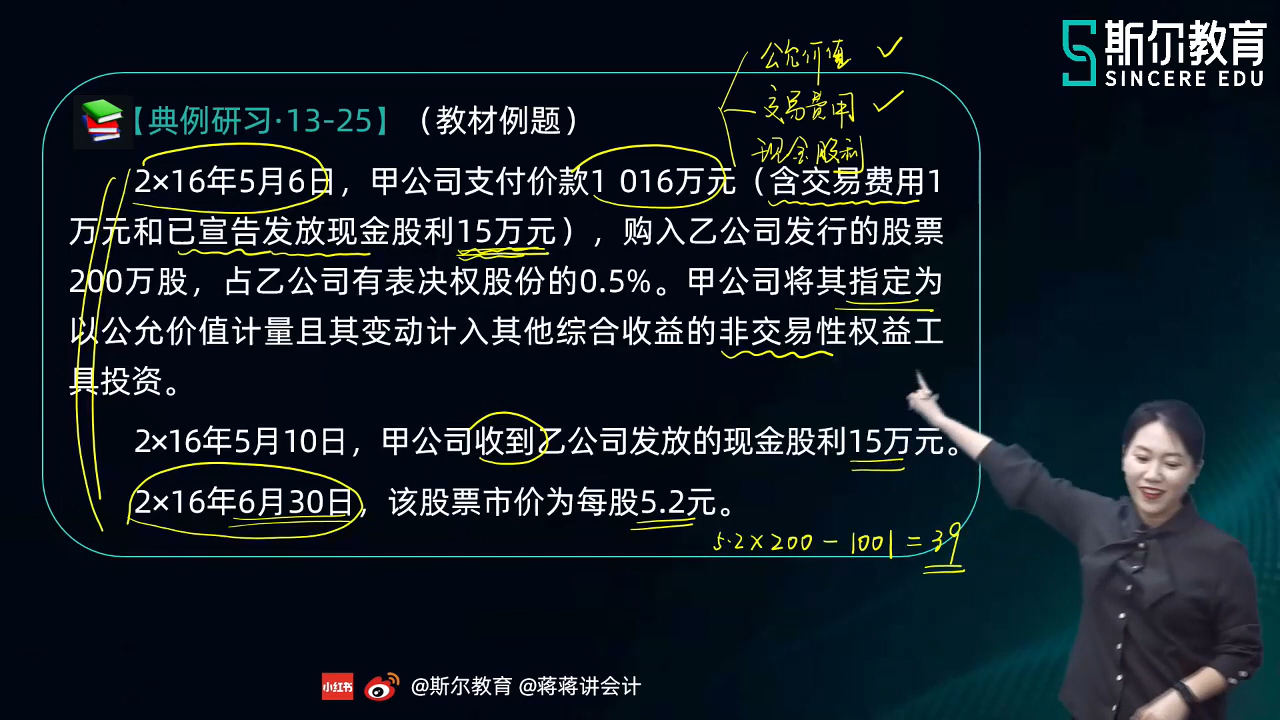 斯尔教育
SINCERE EDU
公允价值 ✓
交易费用 ✓
现金股利
【典例研习·13-25】（教材例题）
2×16年5月6日，甲公司支付价款1 016万元（含交易费用1
万元和已宣告发放现金股利15万元），购入乙公司发行的股票
200万股，占乙公司有表决权股份的0.5%。甲公司将其指定为
以公允价值计量且其变动计入其他综合收益的非交易性权益工
具投资。
2×16年5月10日，甲公司收到乙公司发放的现金股利15万元。
2×16年6月30日，该股票市价为每股5.2元。
5.2×200－1001＝39
小红书 @斯尔教育 @蒋蒋讲会计